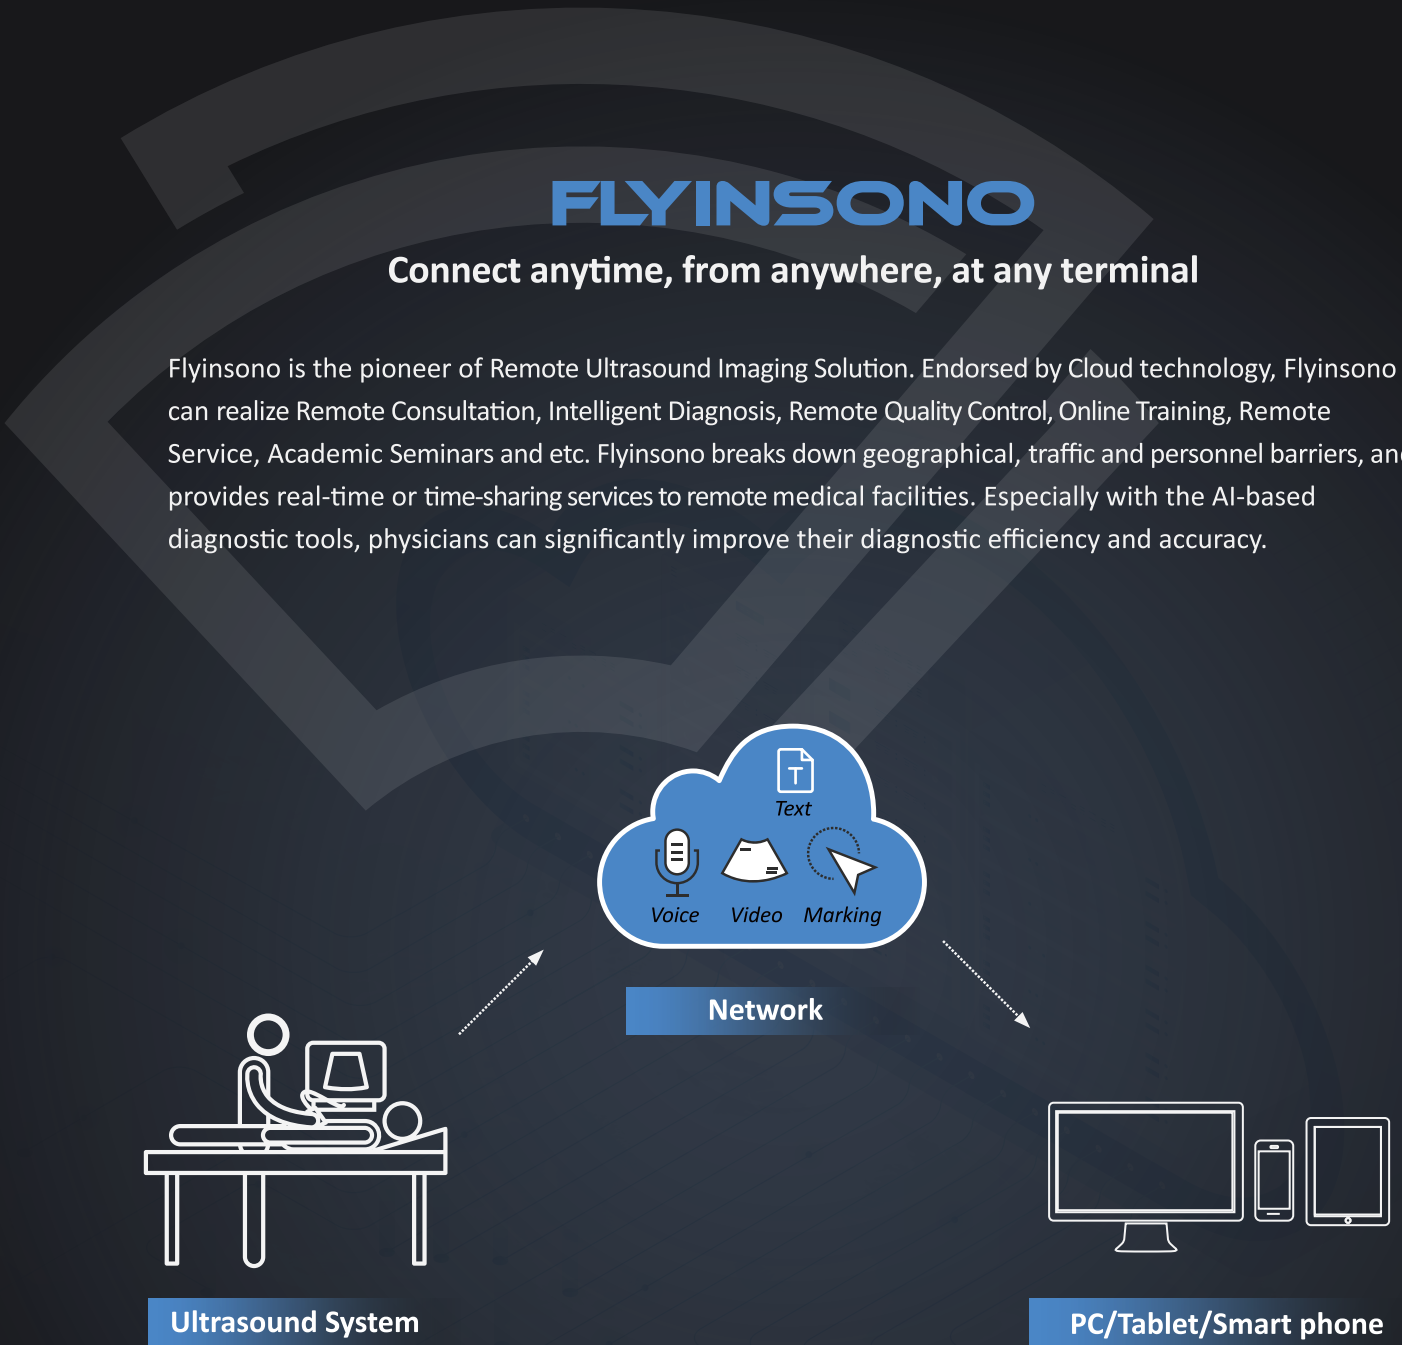 FLYINSONO
Connect anytime, from anywhere, at any terminal
Flyinsono is the pioneer of Remote Ultrasound Imaging Solution. Endorsed by Cloud technology, Flyinsono
can realize Remote Consultation, Intelligent Diagnosis, Remote Quality Control, Online Training, Remote
Service, Academic Seminars and etc. Flyinsono breaks down geographical, traffic and personnel barriers, an
provides real-time or time-sharing services to remote medical facilities. Especially with the AI-based
diagnostic tools, physicians can significantly improve their diagnostic efficiency and accuracy.
T
Text
Voice Video Marking
Network
Ultrasound System
PC/Tablet/Smart phone